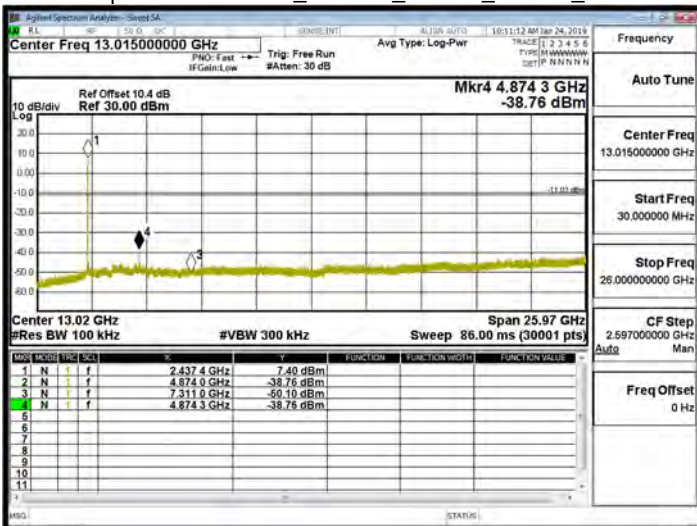 Agilent Spectrum Analyzer - Swept SA
RL RF 50 Ω DC SENSE:INT ALIGN AUTO 10:11:12 AM Jan 24, 2019
Center Freq 13.015000000 GHz
PNO: Fast
IFGain:Low
Trig: Free Run
#Atten: 30 dB
Avg Type: Log-Pwr
TRACE 1 2 3 4 5 6
TYPE M W W W W W
DET P N N N N N
Frequency
Auto Tune
Mkr4 4.874 3 GHz
-38.76 dBm
Ref Offset 10.4 dB
10 dB/div Ref 30.00 dBm
Log
20.0
10.0
0.00
-10.0
-20.0
-30.0
-40.0
-50.0
-60.0
1
4
3
Center Freq
13.015000000 GHz
Start Freq
30.000000 MHz
Stop Freq
26.000000000 GHz
Center 13.02 GHz Span 25.97 GHz
#Res BW 100 kHz #VBW 300 kHz Sweep 86.00 ms (30001 pts)
CF Step
2.597000000 GHz
Auto Man
Freq Offset
0 Hz
MKR MODE TRC SCL X Y FUNCTION FUNCTION WIDTH FUNCTION VALUE
1 N 1 f 2.437 4 GHz 7.40 dBm
2 N 1 f 4.874 0 GHz -38.76 dBm
3 N 1 f 7.311 0 GHz -50.10 dBm
4 N 1 f 4.874 3 GHz -38.76 dBm
5
6
7
8
9
10
11
MSG STATUS